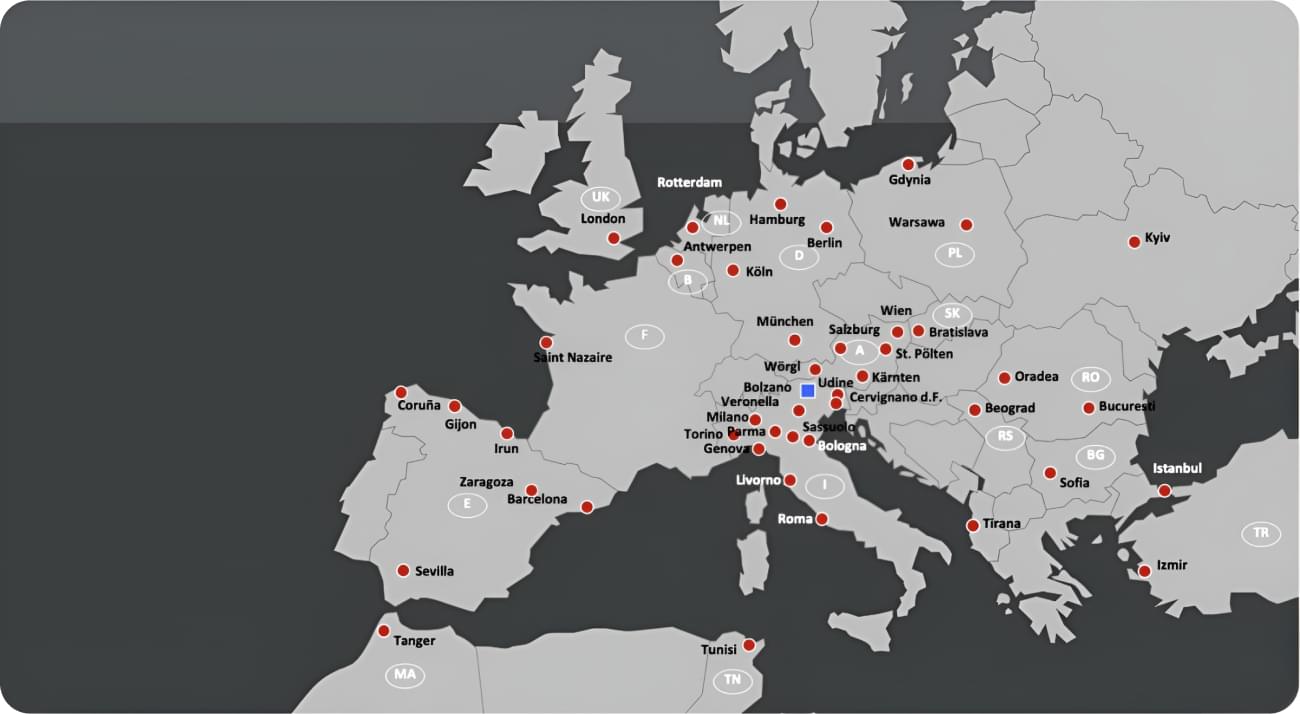 Gdynia
Rotterdam
UK
London
NL
Hamburg
Warsawa
Kyiv
Antwerpen
Berlin
D
PL
Köln
B
Wien
SK
München
Salzburg
Bratislava
F
A
St. Pölten
Saint Nazaire
Wörgl
Kärnten
Oradea
RO
Bolzano
Udine
Veronella
Cervignano d.F.
Coruña
Beograd
Bucuresti
Milano
Gijon
Torino
Parma
Sassuolo
RS
Irun
Genova
Bologna
BG
Istanbul
Zaragoza
Livorno
I
Sofia
Barcelona
E
Roma
Tirana
TR
Sevilla
Izmir
Tanger
Tunisi
MA
TN